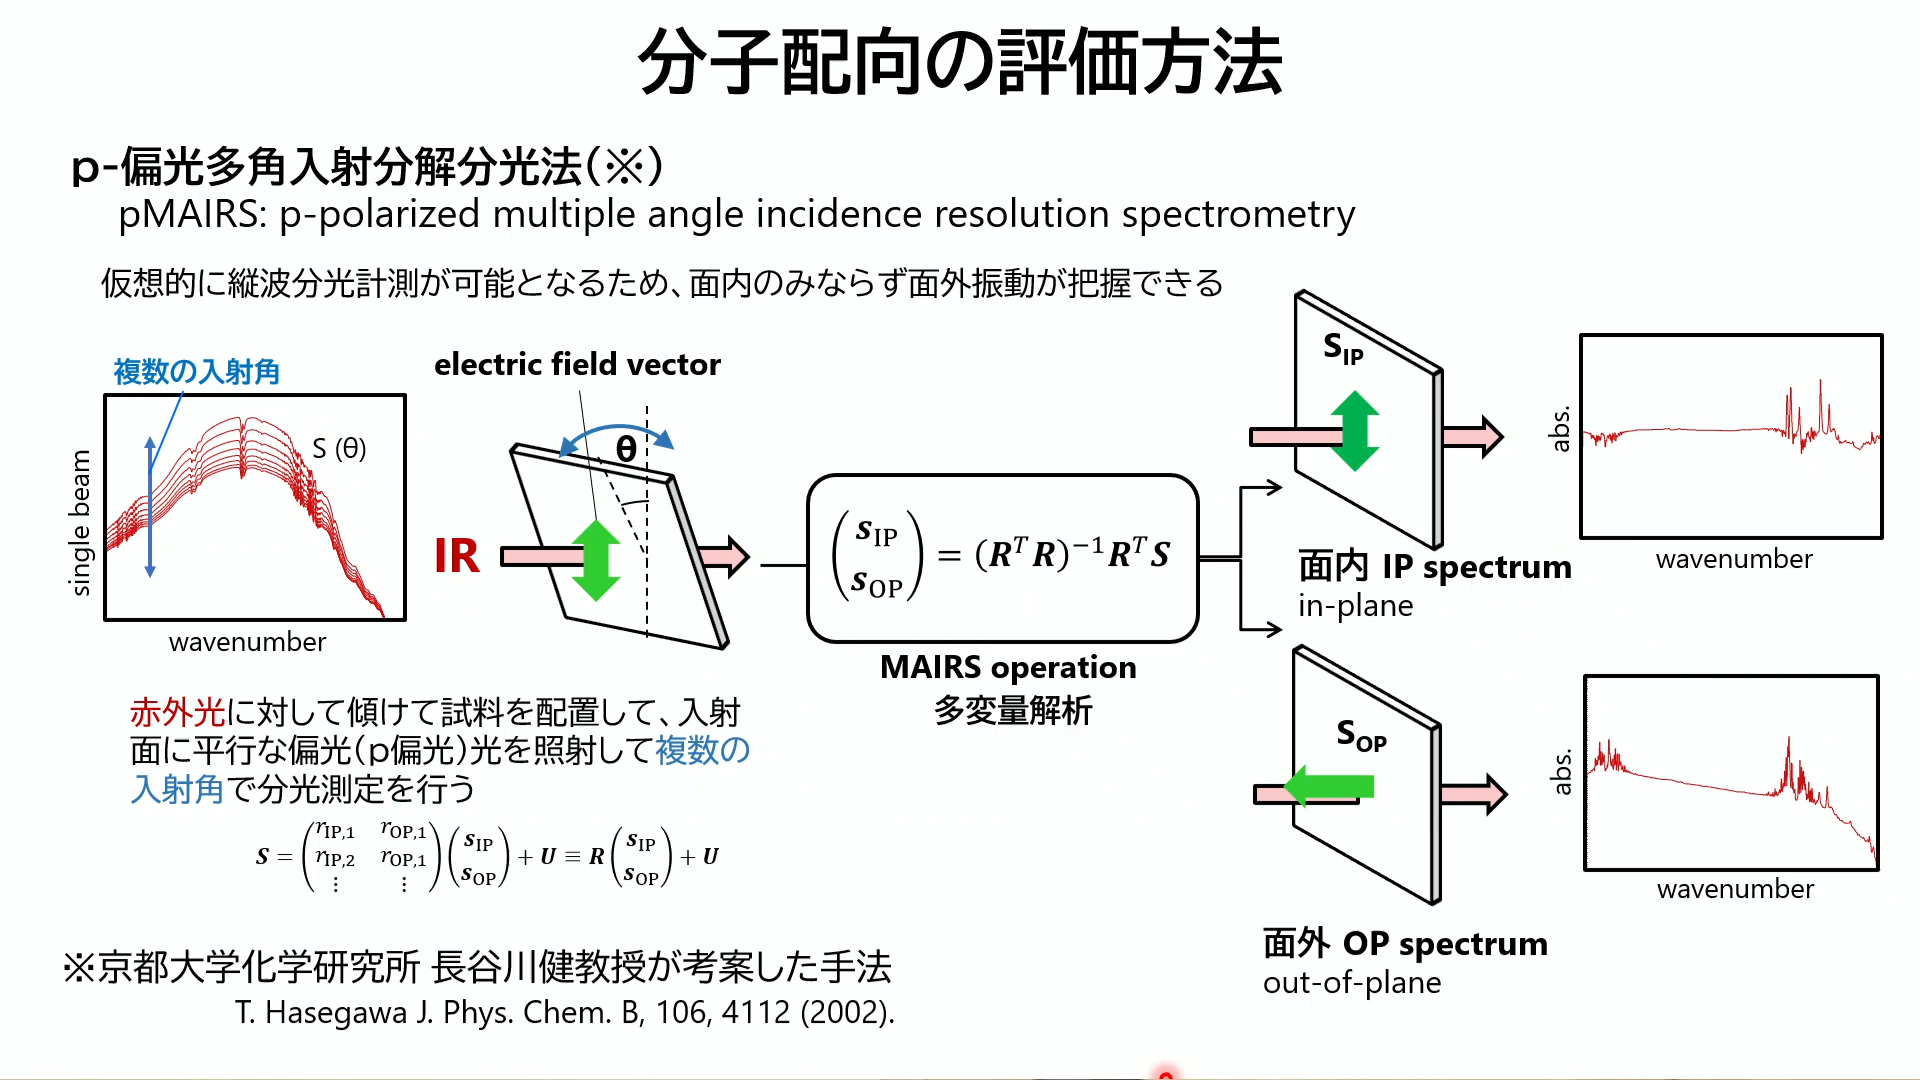 分子配向の評価方法
p-偏光多角入射分解分光法(※)
pMAIRS: p-polarized multiple angle incidence resolution spectrometry
仮想的に縦波分光計測が可能となるため、面内のみならず面外振動が把握できる
複数の入射角
S (θ)
single beam
wavenumber
electric field vector
θ
IR
赤外光に対して傾けて試料を配置して、入射
面に平行な偏光(p偏光)光を照射して複数の
入射角で分光測定を行う
S = (r_IP,1 r_OP,1
r_IP,2 r_OP,1
⋮ ⋮) (s_IP
s_OP) + U ≡ R (s_IP
s_OP) + U
(s_IP
s_OP) = (R^T R)^−1 R^T S
MAIRS operation
多変量解析
S_IP
面内 IP spectrum
in-plane
abs.
wavenumber
S_OP
面外 OP spectrum
out-of-plane
abs.
wavenumber
※京都大学化学研究所 長谷川健教授が考案した手法
T. Hasegawa J. Phys. Chem. B, 106, 4112 (2002).